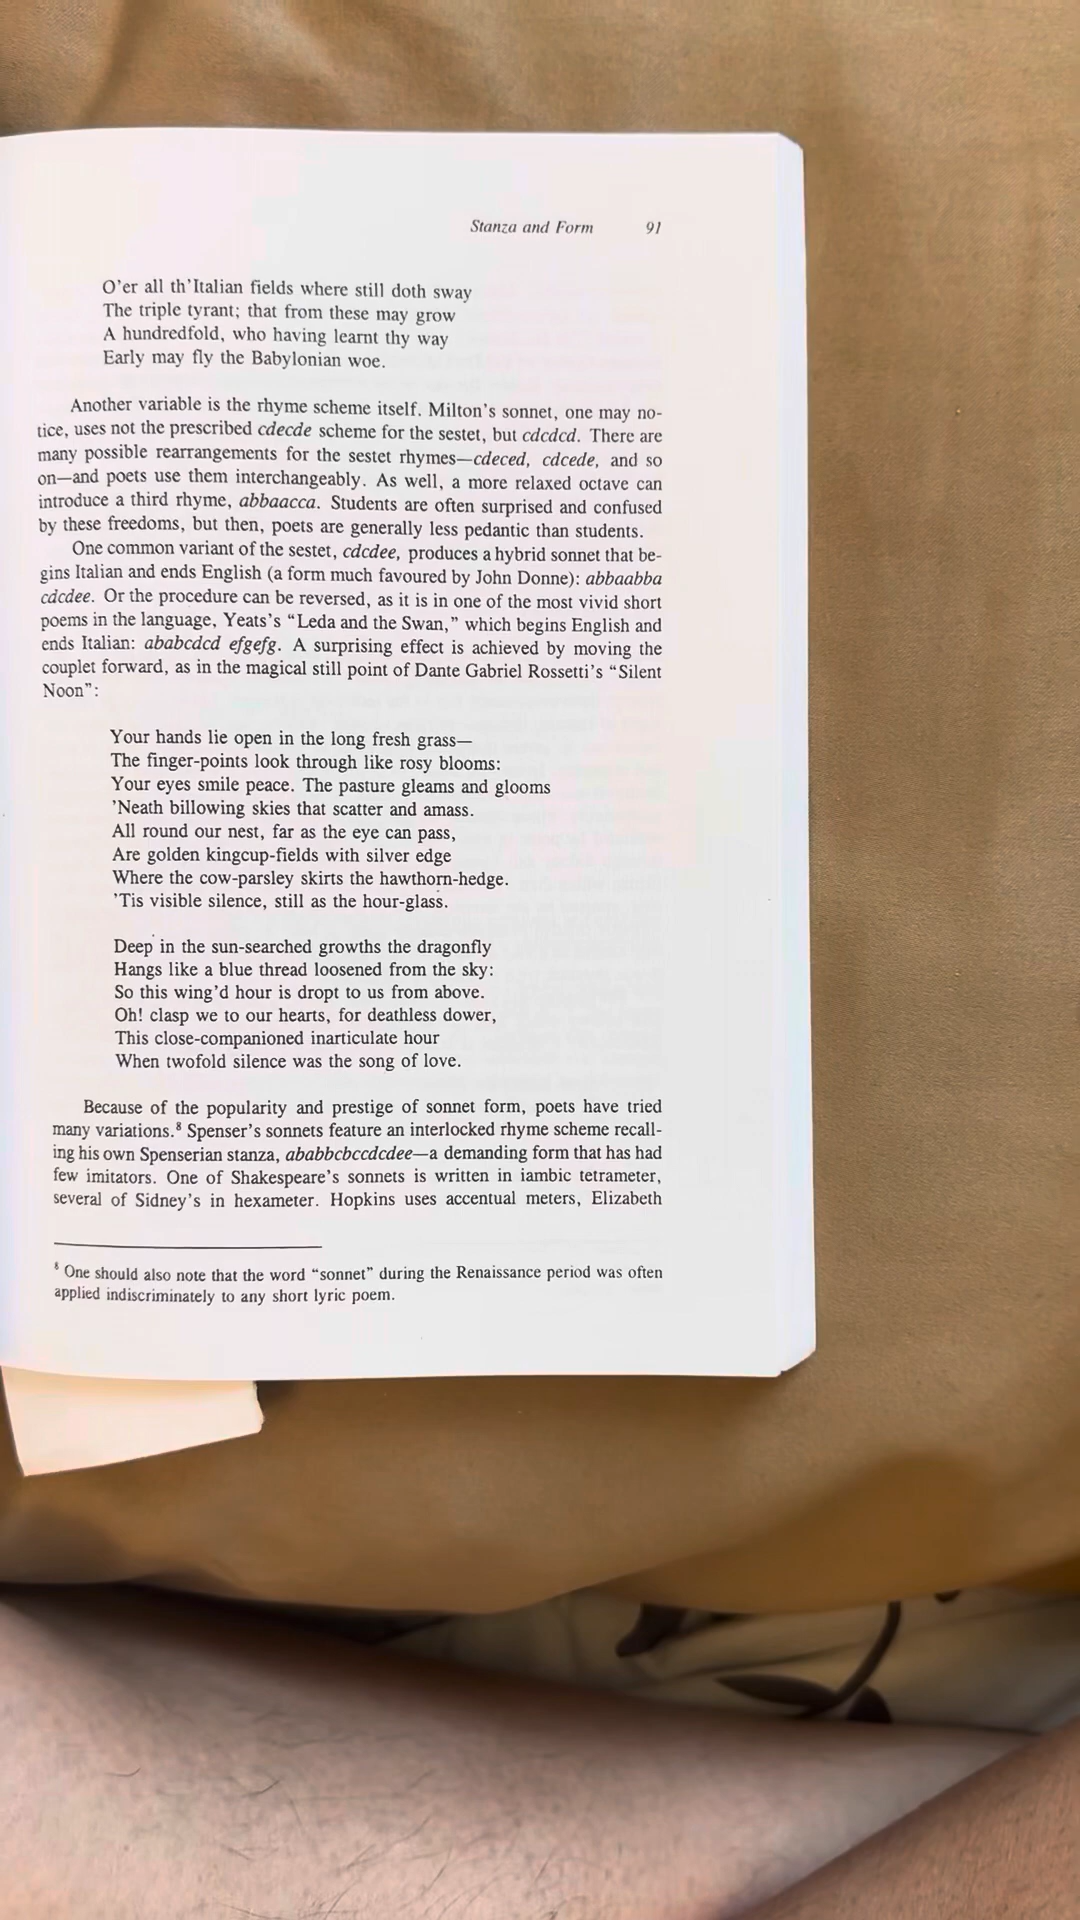 Stanza and Form 91
O'er all th'Italian fields where still doth sway
The triple tyrant; that from these may grow
A hundredfold, who having learnt thy way
Early may fly the Babylonian woe.
Another variable is the rhyme scheme itself. Milton's sonnet, one may no-
tice, uses not the prescribed cdecde scheme for the sestet, but cdcdcd. There are
many possible rearrangements for the sestet rhymes—cdeced, cdcede, and so
on—and poets use them interchangeably. As well, a more relaxed octave can
introduce a third rhyme, abbaacca. Students are often surprised and confused
by these freedoms, but then, poets are generally less pedantic than students.
One common variant of the sestet, cdcdee, produces a hybrid sonnet that be-
gins Italian and ends English (a form much favoured by John Donne): abbaabba
cdcdee. Or the procedure can be reversed, as it is in one of the most vivid short
poems in the language, Yeats's “Leda and the Swan,” which begins English and
ends Italian: ababcdcd efgefg. A surprising effect is achieved by moving the
couplet forward, as in the magical still point of Dante Gabriel Rossetti's “Silent
Noon”:
Your hands lie open in the long fresh grass—
The finger-points look through like rosy blooms:
Your eyes smile peace. The pasture gleams and glooms
'Neath billowing skies that scatter and amass.
All round our nest, far as the eye can pass,
Are golden kingcup-fields with silver edge
Where the cow-parsley skirts the hawthorn-hedge.
'Tis visible silence, still as the hour-glass.
Deep in the sun-searched growths the dragonfly
Hangs like a blue thread loosened from the sky:
So this wing'd hour is dropt to us from above.
Oh! clasp we to our hearts, for deathless dower,
This close-companioned inarticulate hour
When twofold silence was the song of love.
Because of the popularity and prestige of sonnet form, poets have tried
many variations.⁸ Spenser's sonnets feature an interlocked rhyme scheme recall-
ing his own Spenserian stanza, ababbcbccdcdee—a demanding form that has had
few imitators. One of Shakespeare's sonnets is written in iambic tetrameter,
several of Sidney's in hexameter. Hopkins uses accentual meters, Elizabeth
⁸ One should also note that the word “sonnet” during the Renaissance period was often
applied indiscriminately to any short lyric poem.